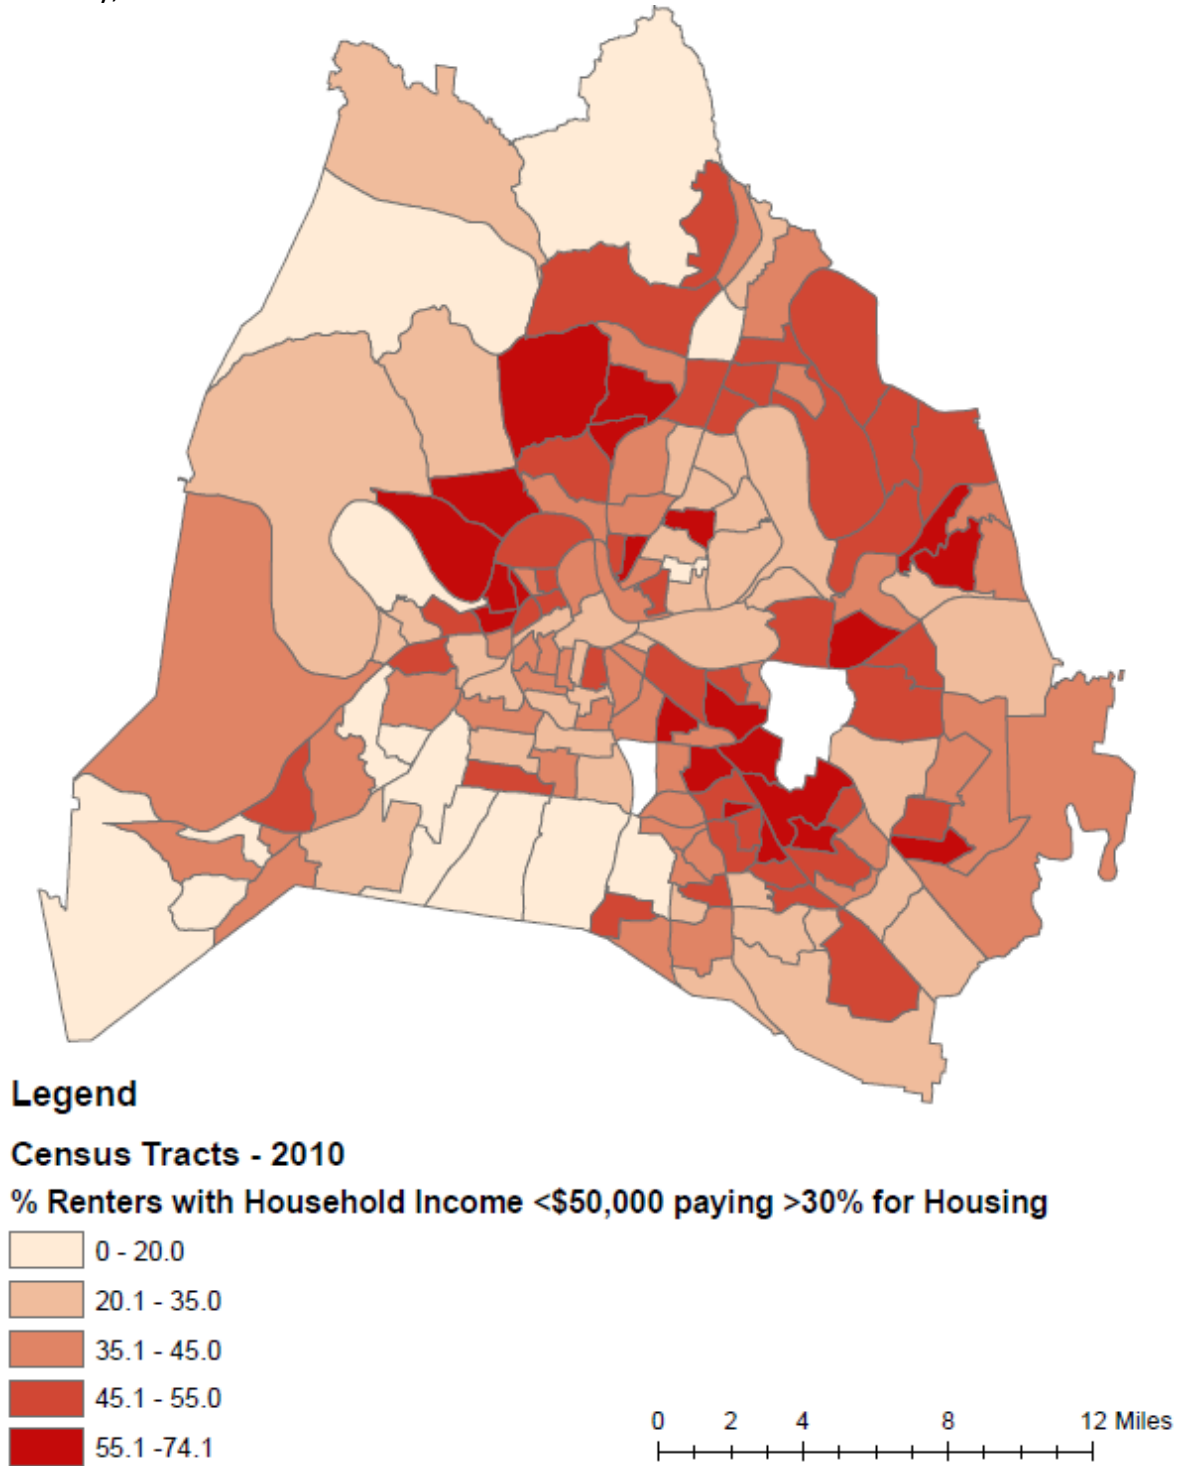 Legend
Census Tracts - 2010
% Renters with Household Income <$50,000 paying >30% for Housing
0 - 20.0
20.1 - 35.0
35.1 - 45.0
45.1 - 55.0
55.1 -74.1
0 2 4 8 12 Miles